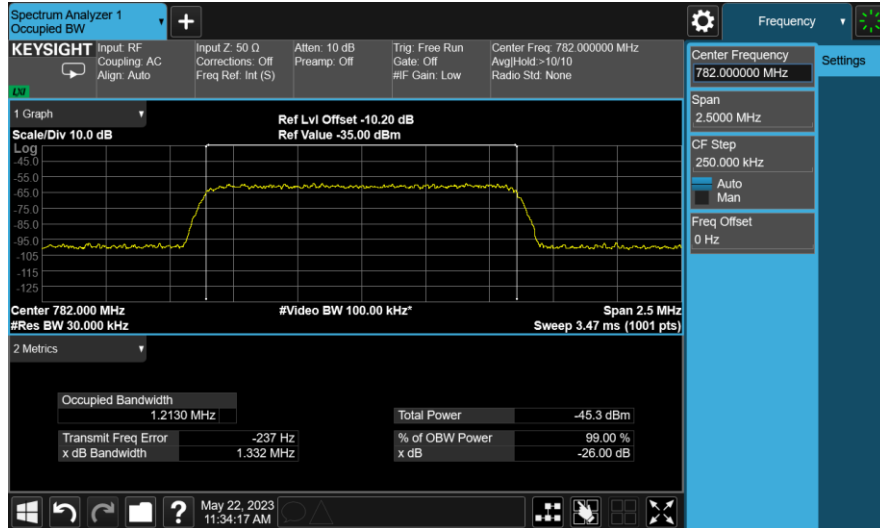 Spectrum Analyzer 1
Occupied BW
Frequency
KEYSIGHT
Input: RF
Coupling: AC
Align: Auto
Input Z: 50 Ω
Corrections: Off
Freq Ref: Int (S)
Atten: 10 dB
Preamp: Off
Trig: Free Run
Gate: Off
#IF Gain: Low
Center Freq: 782.000000 MHz
Avg|Hold:>10/10
Radio Std: None
LXI
Center Frequency
782.000000 MHz
Settings
Span
2.5000 MHz
CF Step
250.000 kHz
Auto
Man
Freq Offset
0 Hz
1 Graph
Scale/Div 10.0 dB
Ref Lvl Offset -10.20 dB
Ref Value -35.00 dBm
Log
-45.0
-55.0
-65.0
-75.0
-85.0
-95.0
-105
-115
-125
Center 782.000 MHz
#Video BW 100.00 kHz*
Span 2.5 MHz
#Res BW 30.000 kHz
Sweep 3.47 ms (1001 pts)
2 Metrics
Occupied Bandwidth
1.2130 MHz
Total Power -45.3 dBm
Transmit Freq Error -237 Hz
% of OBW Power 99.00 %
x dB Bandwidth 1.332 MHz
x dB -26.00 dB
?
May 22, 2023
11:34:17 AM